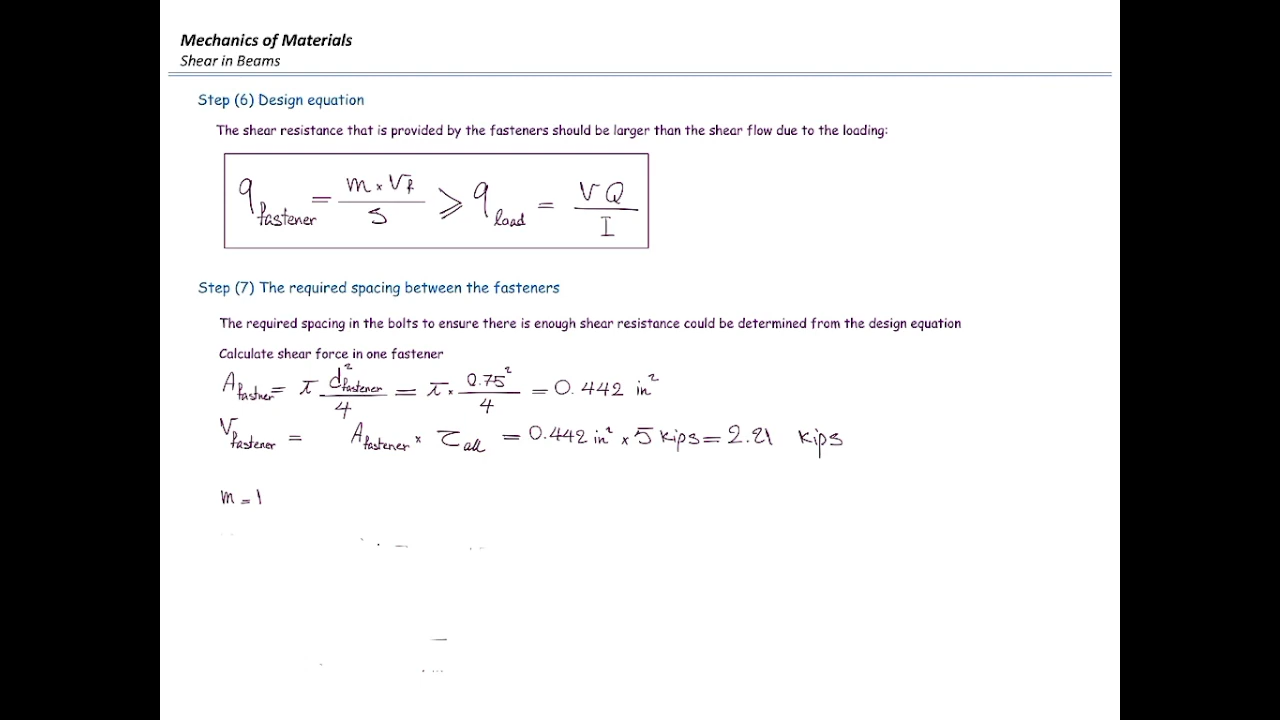 Mechanics of Materials
Shear in Beams
Step (6) Design equation
The shear resistance that is provided by the fasteners should be larger than the shear flow due to the loading:
q_fastener = m × V_f / S ⩾ q_load = V Q / I
Step (7) The required spacing between the fasteners
The required spacing in the bolts to ensure there is enough shear resistance could be determined from the design equation
Calculate shear force in one fastener
A_fastner = π d²_fastener / 4 = π × 0.75² / 4 = 0.442 in²
V_fastener = A_fastener × τ_all = 0.442 in² × 5 kips = 2.21 kips
m = 1